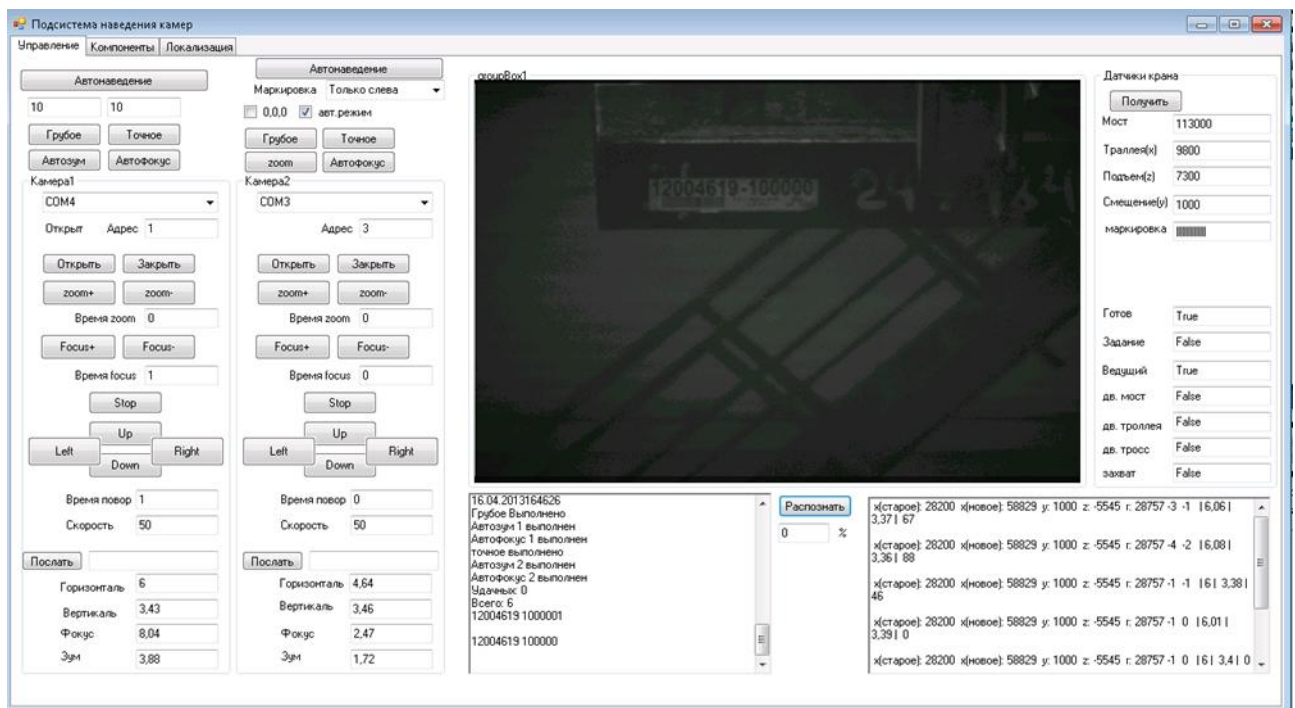 Подсистема наведения камер
Управление Компоненты Локализация
Автонаведение
10 10
Грубое Точное
Автозум Автофокус
Камера1
COM4
Открыт Адрес 1
Открыть Закрыть
zoom+ zoom-
Время zoom 0
Focus+ Focus-
Время focus 1
Stop
Up
Left Right
Down
Время повор 1
Скорость 50
Послать
Горизонталь 6
Вертикаль 3,43
Фокус 8,04
Зум 3,88
Автонаведение
Маркировка Только слева
0,0,0 авт.режим
Грубое Точное
zoom Автофокус
Камера2
COM3
Адрес 3
Открыть Закрыть
zoom+ zoom-
Время zoom 0
Focus+ Focus-
Время focus 0
Stop
Up
Left Right
Down
Время повор 0
Скорость 50
Послать
Горизонталь 4,64
Вертикаль 3,46
Фокус 2,47
Зум 1,72
groupBox1
12004619-100000
16.04.2013164626
Грубое Выполнено
Автозум 1 выполнен
Автофокус 1 выполнен
точное выполнено
Автозум 2 выполнен
Автофокус 2 выполнен
Удачных: 0
Всего: 6
12004619 1000001
12004619 100000
Распознать
0 %
x(старое): 28200 x(новое): 58829 y: 1000 z: -5545 r: 28757 -3 -1 | 6,06 |
3,37 | 67
x(старое): 28200 x(новое): 58829 y: 1000 z: -5545 r: 28757 -4 -2 | 6,08 |
3,36 | 88
x(старое): 28200 x(новое): 58829 y: 1000 z: -5545 r: 28757 -1 -1 | 6 | 3,38 |
46
x(старое): 28200 x(новое): 58829 y: 1000 z: -5545 r: 28757 -1 0 | 6,01 |
3,39 | 0
x(старое): 28200 x(новое): 58829 y: 1000 z: -5545 r: 28757 -1 0 | 6 | 3,4 | 0
Датчики крана
Получить
Мост 113000
Траллея(x) 9800
Подъем(z) 7300
Смещение(y) 1000
маркировка
Готов True
Задание False
Ведущий True
дв. мост False
дв. троллея False
дв. тросс False
захват False